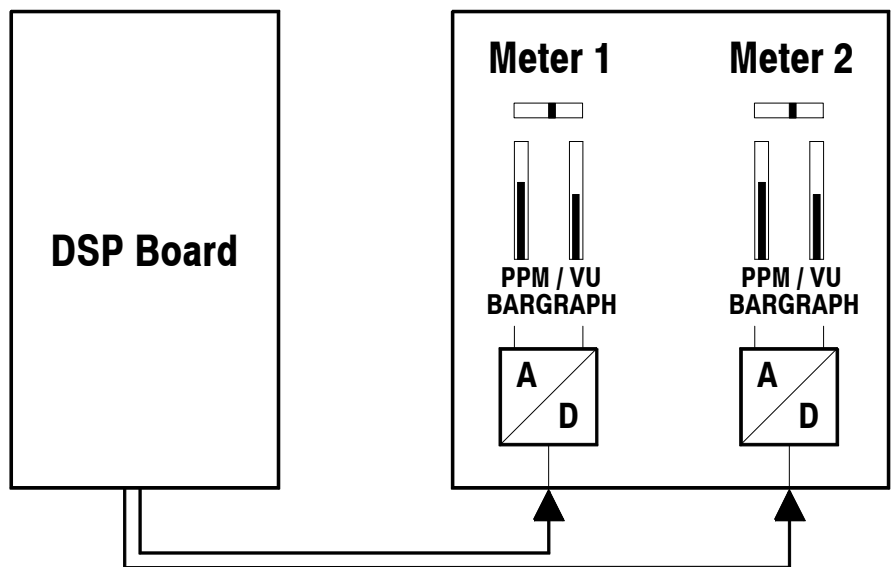 Meter 1
Meter 2
DSP Board
PPM / VU
BARGRAPH
PPM / VU
BARGRAPH
A
D
A
D